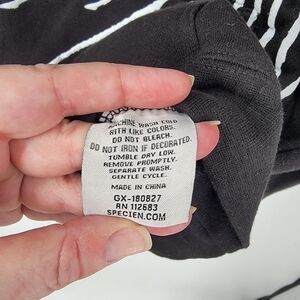 MACHINE WASH COLD
WITH LIKE COLORS.
DO NOT BLEACH.
DO NOT IRON IF DECORATED.
TUMBLE DRY LOW.
REMOVE PROMPTLY.
SEPARATE WASH.
GENTLE CYCLE.
MADE IN CHINA
GX-180827
RN 112683
SPECIEN.COM